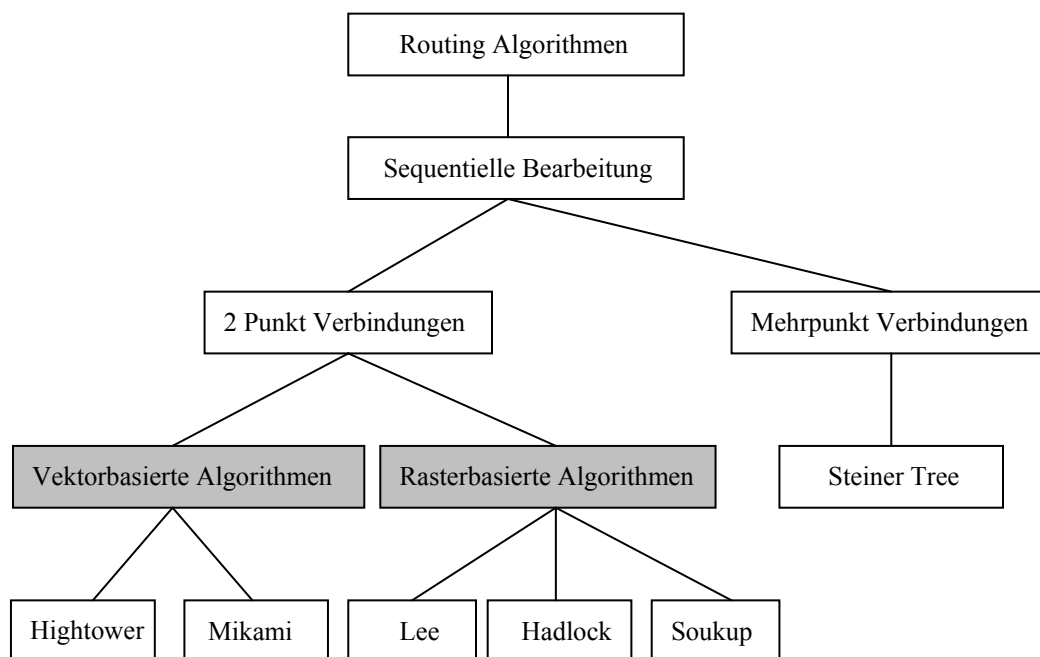 Routing Algorithmen
Sequentielle Bearbeitung
2 Punkt Verbindungen
Mehrpunkt Verbindungen
Vektorbasierte Algorithmen
Rasterbasierte Algorithmen
Steiner Tree
Hightower
Mikami
Lee
Hadlock
Soukup